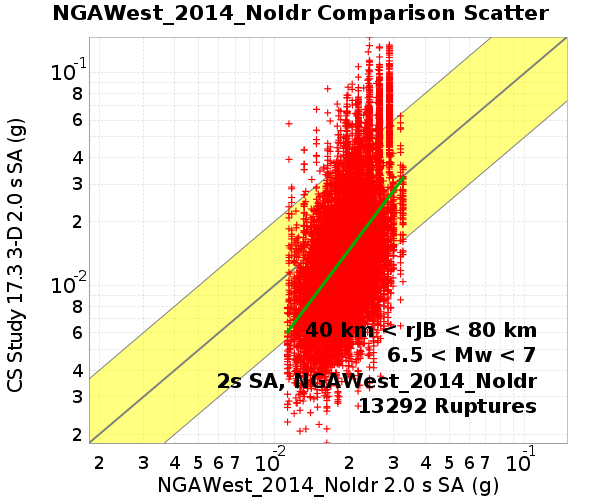 NGAWest_2014_NoIdr Comparison Scatter
CS Study 17.3 3-D 2.0 s SA (g)
10-1
8
6
4
3
2
10-2
8
6
4
3
2
40 km < rJB < 80 km
6.5 < Mw < 7
2s SA, NGAWest_2014_NoIdr
13292 Ruptures
2 3 4 5 6 7 10-2 2 3 4 5 6 7 10-1
NGAWest_2014_NoIdr 2.0 s SA (g)